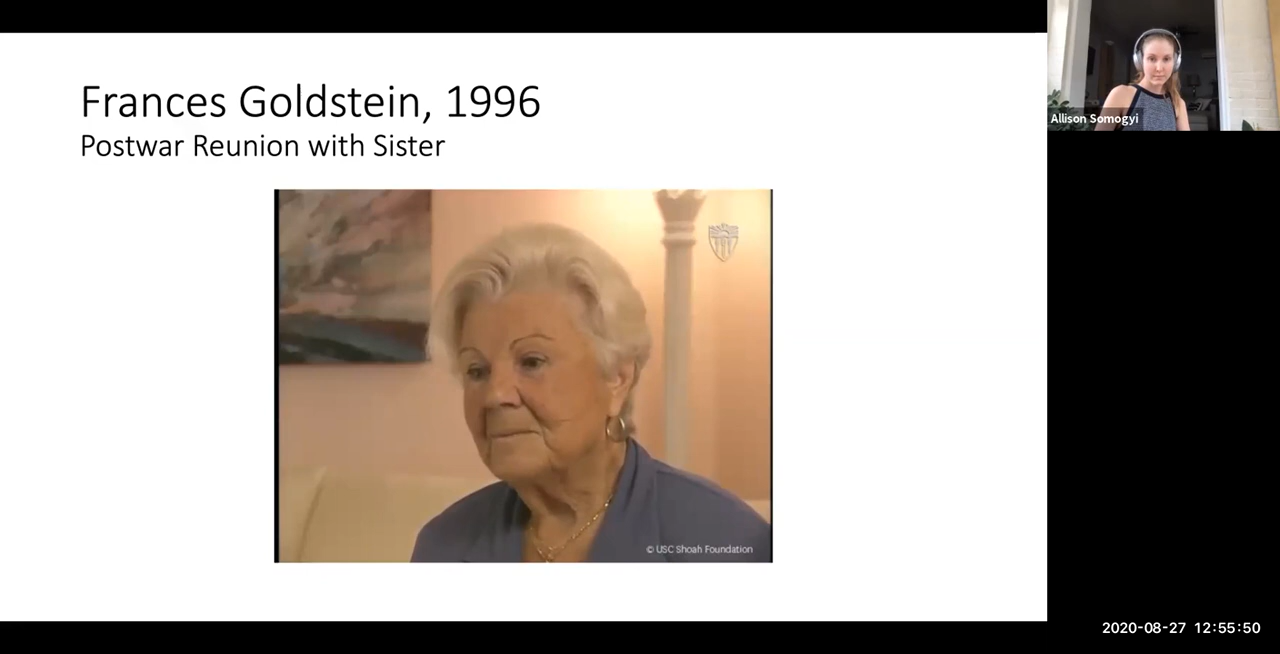 Frances Goldstein, 1996
Postwar Reunion with Sister
Allison Somogyi
© USC Shoah Foundation
2020-08-27 12:55:50